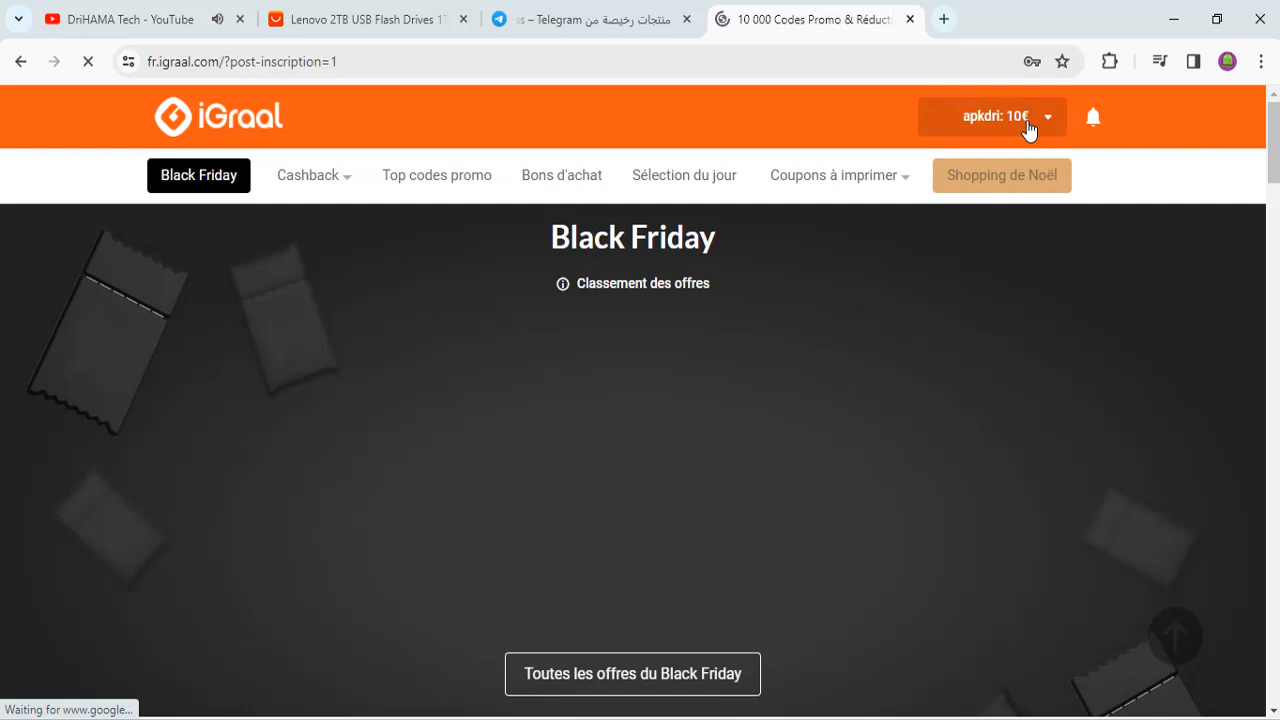 DriHAMA Tech - YouTube
Lenovo 2TB USB Flash Drives 1
منتجات رخيصة من Telegram – ss
10 000 Codes Promo & Réducti
fr.igraal.com/?post-inscription=1
iGraal
apkdri: 10€
Black Friday
Cashback
Top codes promo
Bons d'achat
Sélection du jour
Coupons à imprimer
Shopping de Noël
Black Friday
Classement des offres
Toutes les offres du Black Friday
Waiting for www.google...